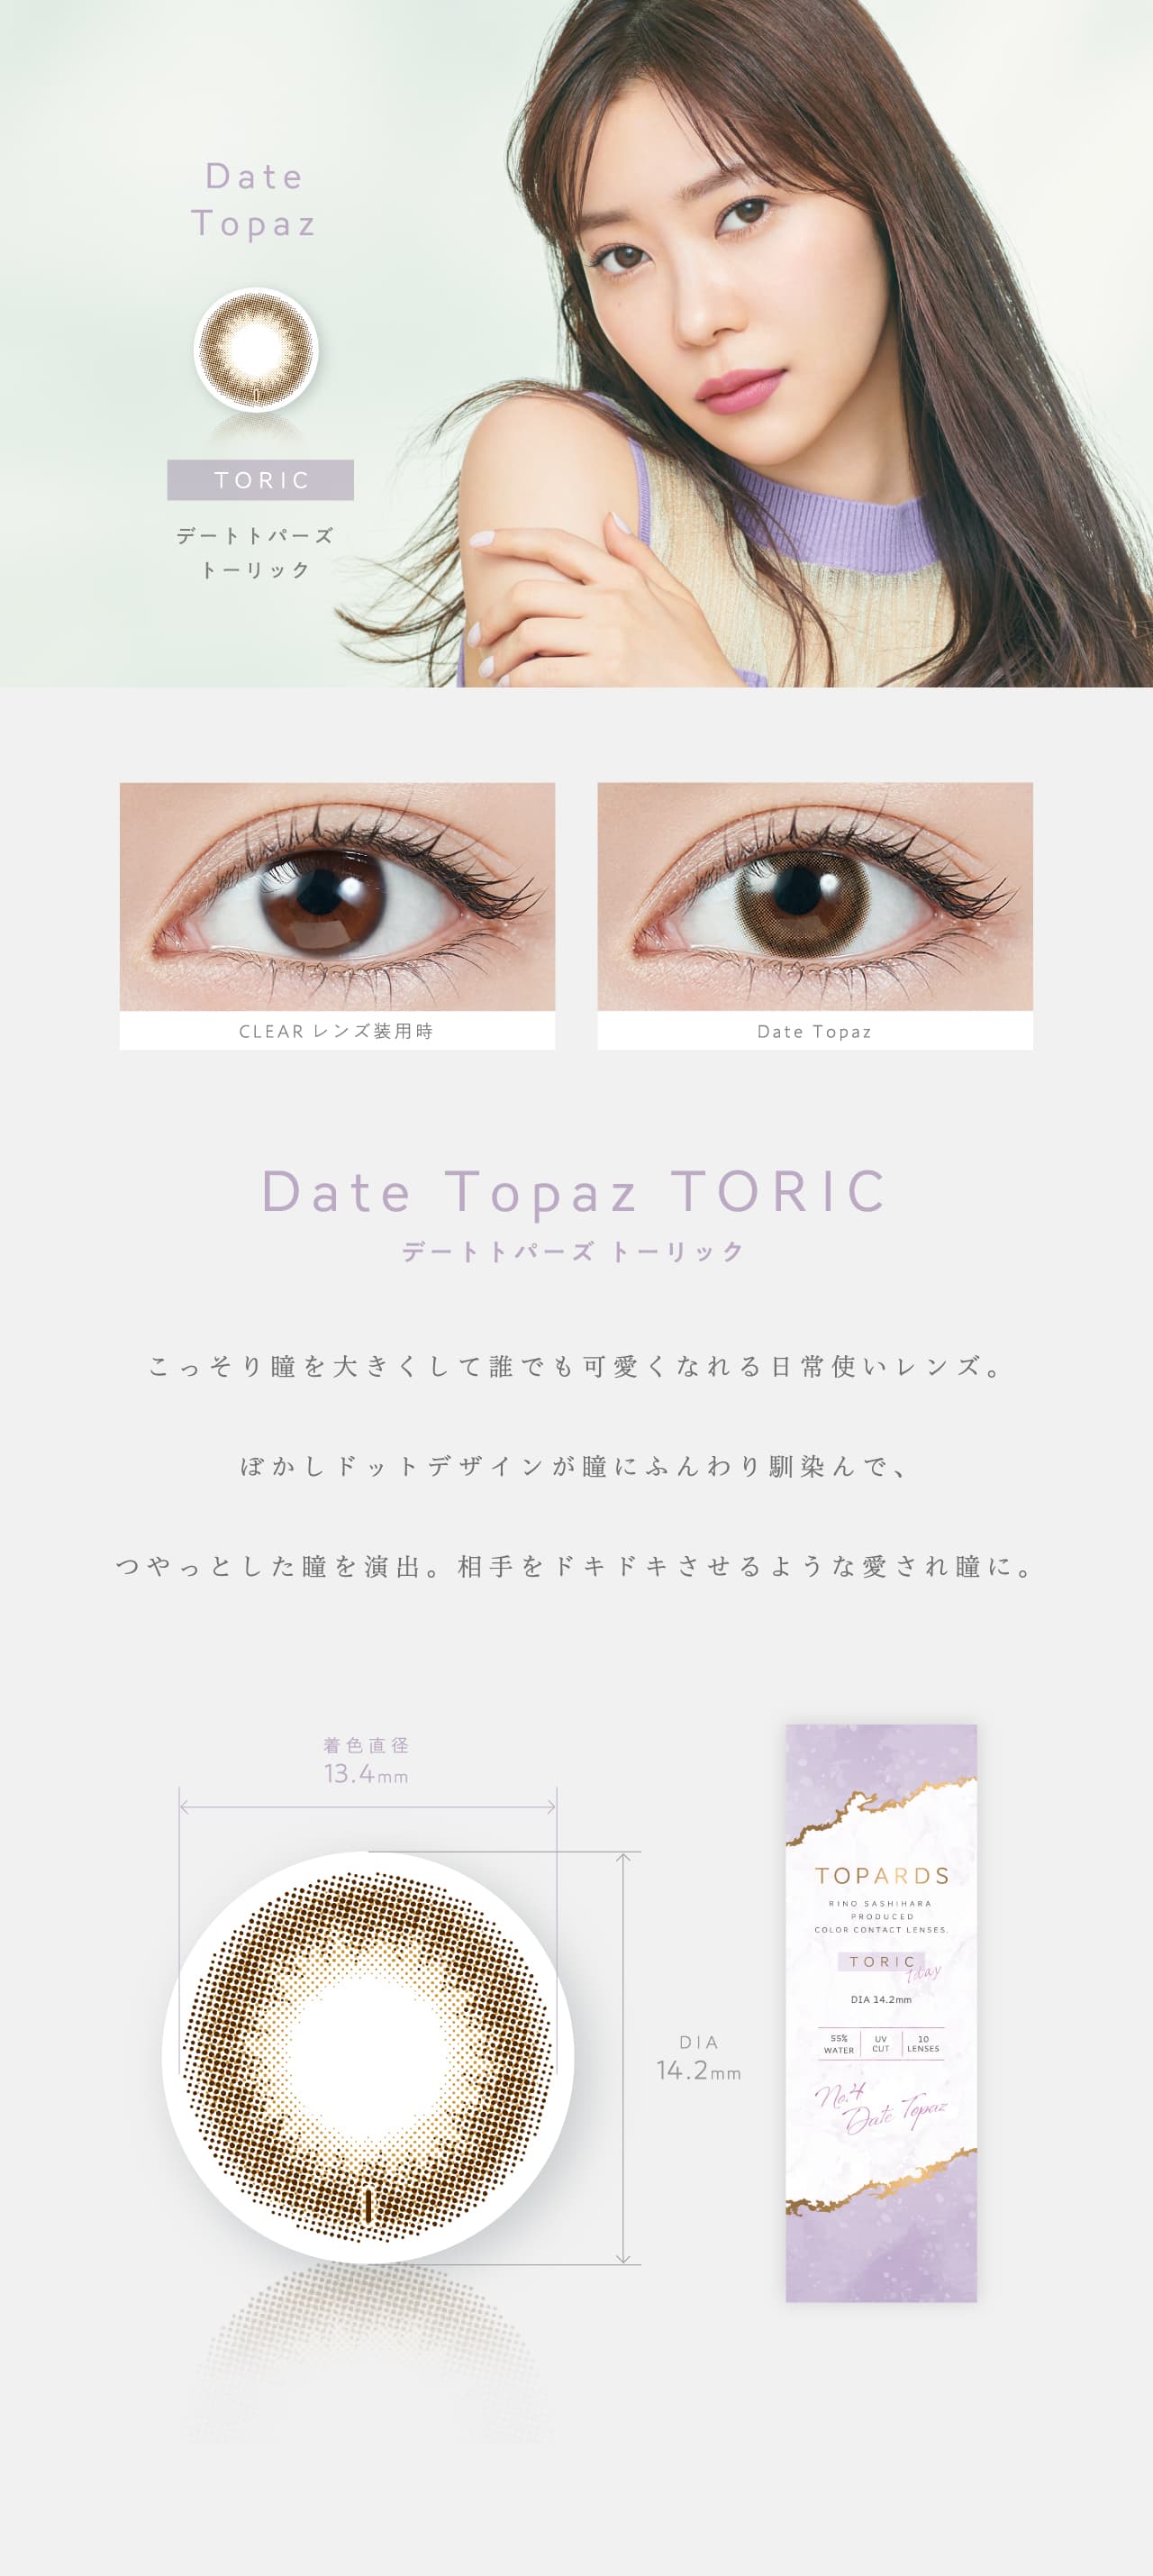 Date
Topaz
TORIC
デートトパーズ
トーリック
CLEAR レンズ装用時
Date Topaz
Date Topaz TORIC
デートトパーズ トーリック
こっそり瞳を大きくして誰でも可愛くなれる日常使いレンズ。
ぼかしドットデザインが瞳にふんわり馴染んで、
つやっとした瞳を演出。相手をドキドキさせるような愛され瞳に。
着色直径
13.4mm
DIA
14.2mm
TOPARDS
RINO SASHIHARA
PRODUCED
COLOR CONTACT LENSES.
TORIC
1day
DIA 14.2mm
55% WATER
UV CUT
10 LENSES
No.4
Date Topaz